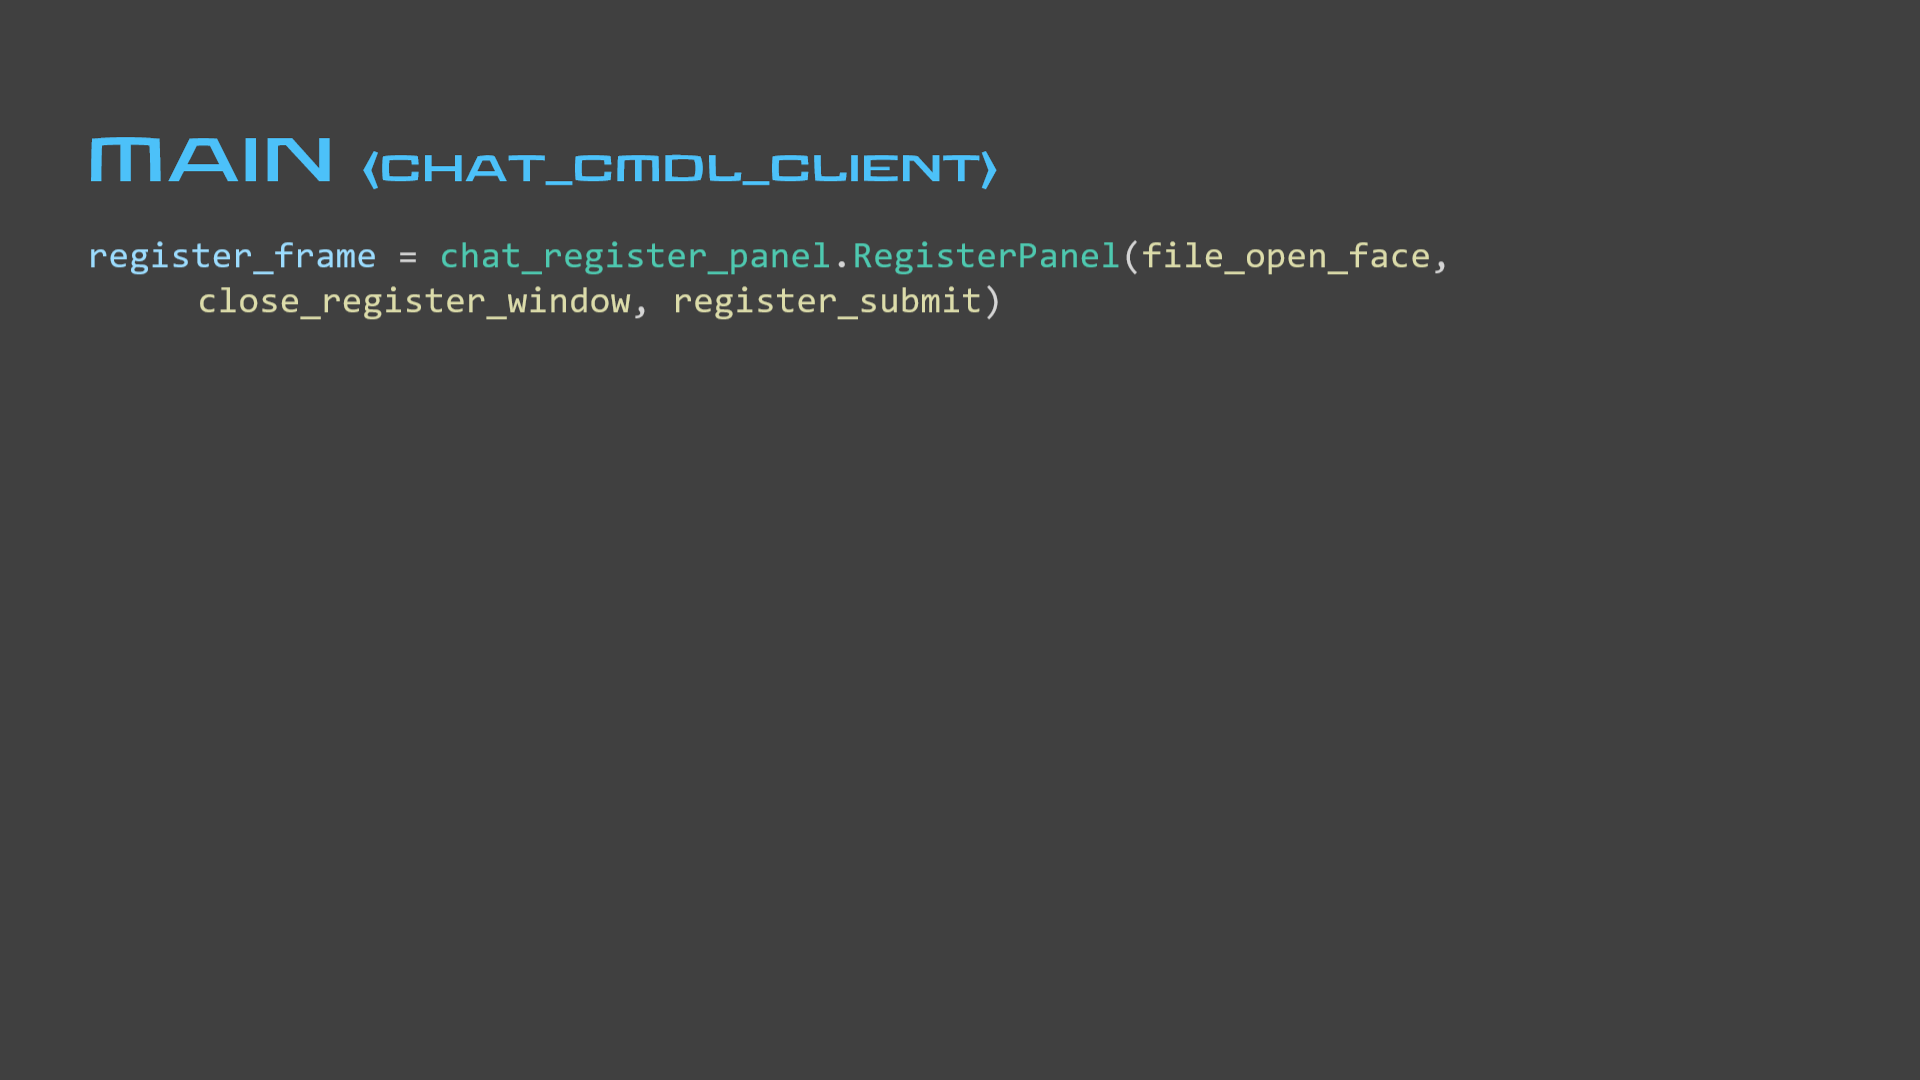 MAIN (CHAT_CMDL_CLIENT)
register_frame = chat_register_panel.RegisterPanel(file_open_face,
close_register_window, register_submit)